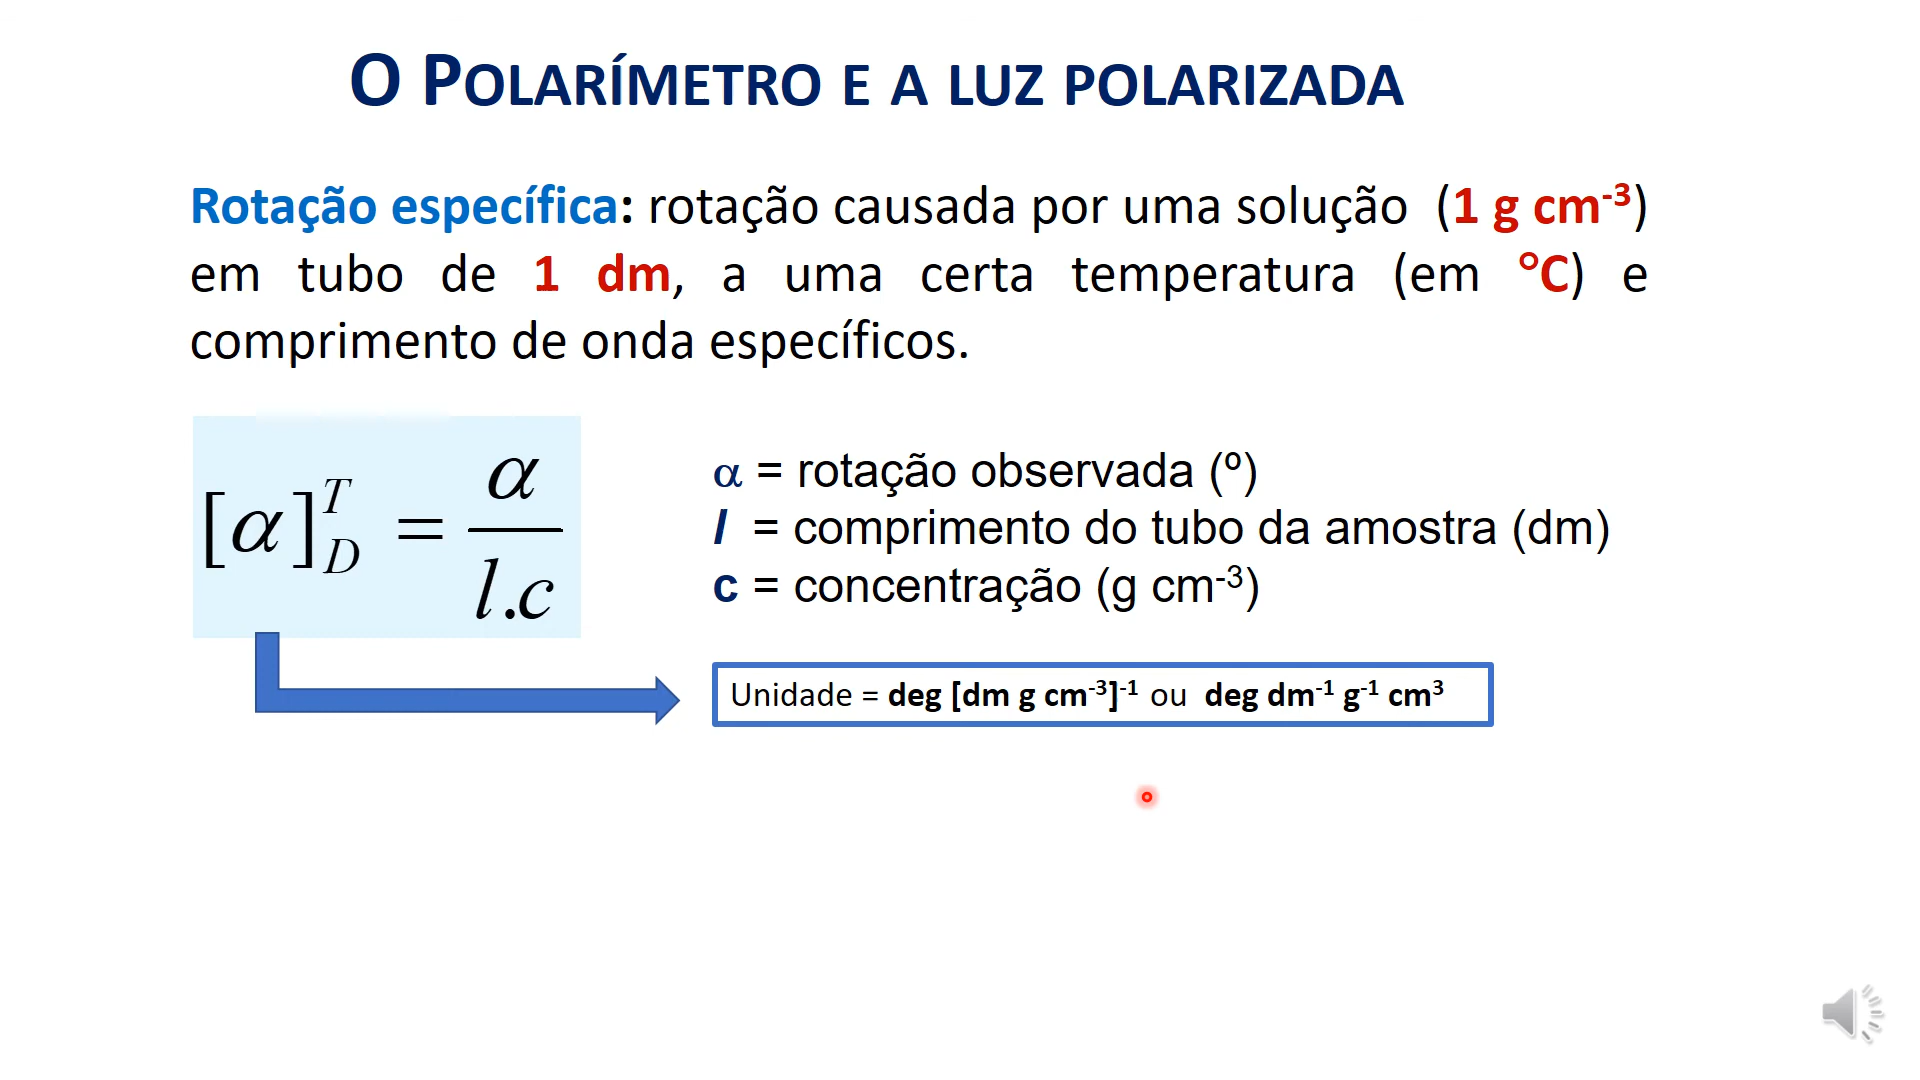 O Polarímetro e a luz polarizada
Rotação específica: rotação causada por uma solução (1 g cm⁻³)
em tubo de 1 dm, a uma certa temperatura (em °C) e
comprimento de onda específicos.
[α]ᵀ_D = α / l.c
α = rotação observada (º)
l = comprimento do tubo da amostra (dm)
c = concentração (g cm⁻³)
Unidade = deg [dm g cm⁻³]⁻¹ ou deg dm⁻¹ g⁻¹ cm³